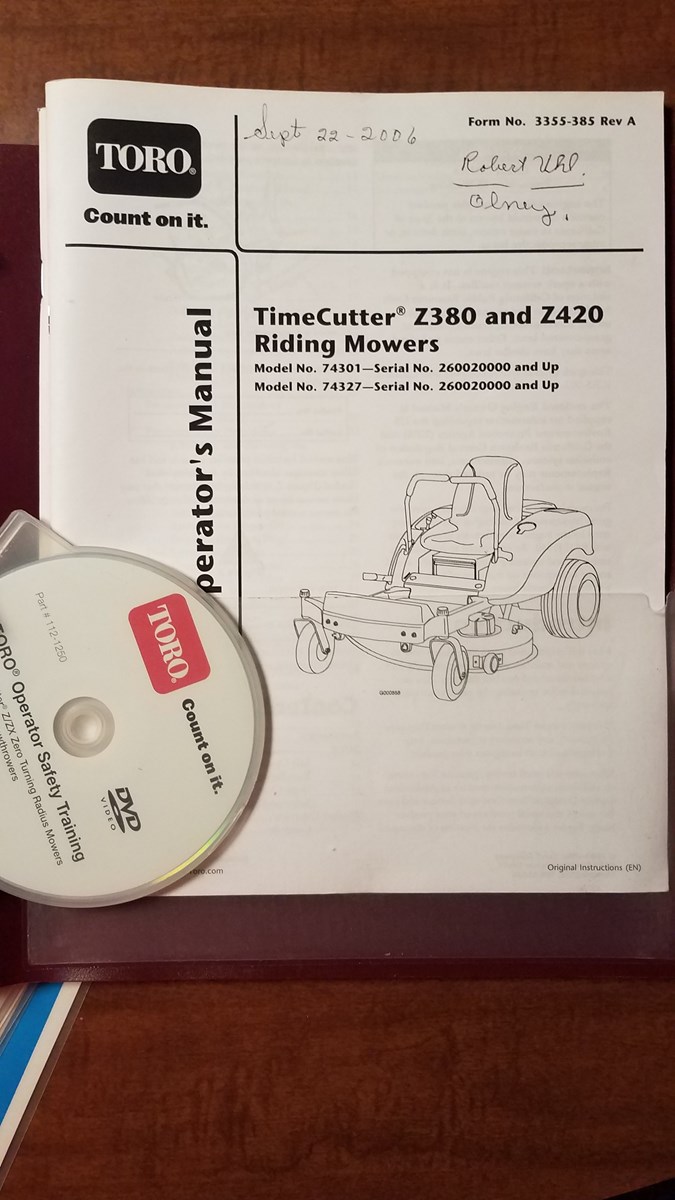 TORO®
Count on it.
Sept 22-2006
Form No. 3355-385 Rev A
Robert Uhl.
Olney.
perator's Manual
TimeCutter® Z380 and Z420
Riding Mowers
Model No. 74301—Serial No. 260020000 and Up
Model No. 74327—Serial No. 260020000 and Up
G000858
Original Instructions (EN)
.com
TORO®
Count on it.
DVD
VIDEO
Part # 112-1250
TORO® Operator Safety Training
Z/ZX Zero Turning Radius Mowers